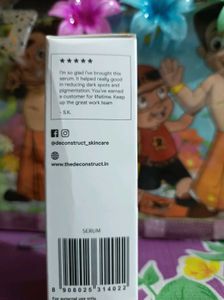 ★★★★★
I'm so glad I've brought this
serum. It helped really good
in reducing dark spots and
pigmentation. You've earned
a customer for lifetime. Keep
up the great work team
- S.K.
@deconstruct_skincare
www.thedeconstruct.in
SERUM
8 908025 314022
For external use only